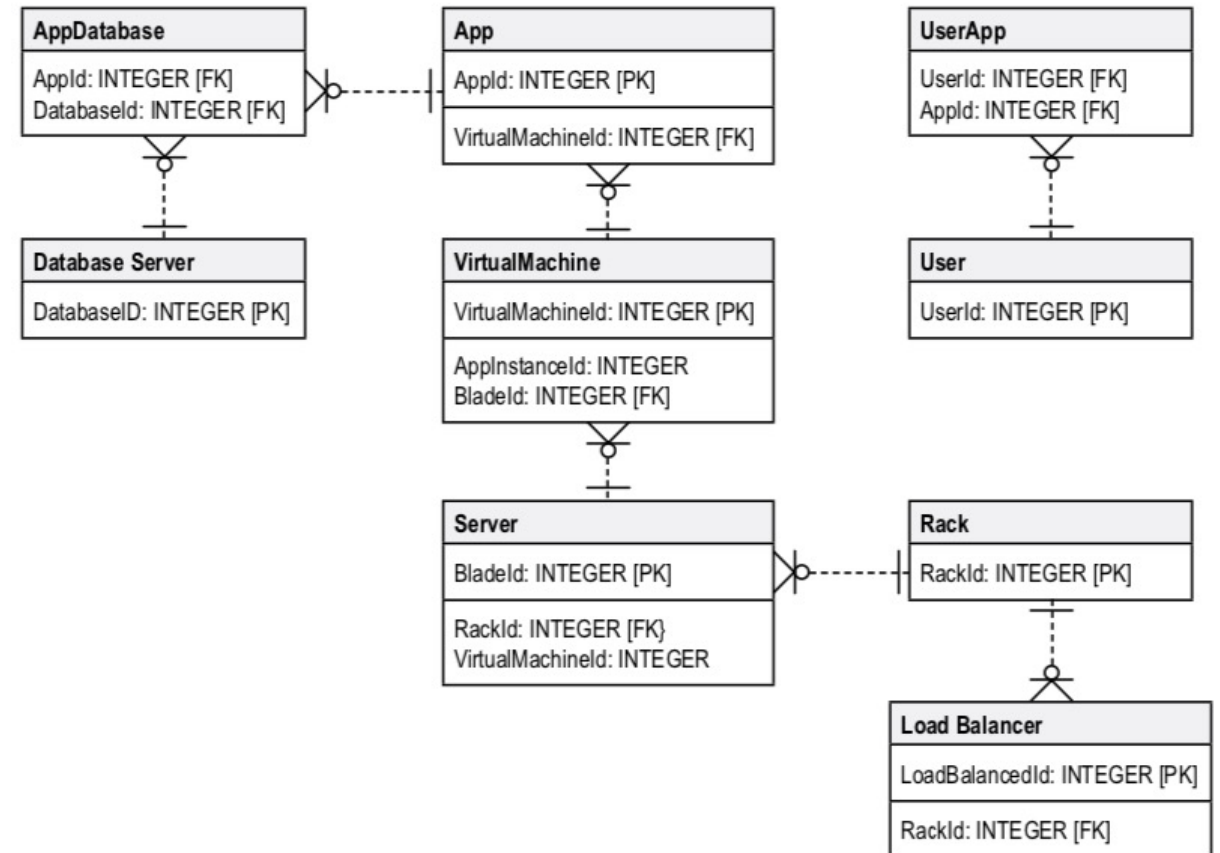 AppDatabase
AppId: INTEGER [FK]
DatabaseId: INTEGER [FK]
App
AppId: INTEGER [PK]
VirtualMachineId: INTEGER [FK]
UserApp
UserId: INTEGER [FK]
AppId: INTEGER [FK]
Database Server
DatabaseID: INTEGER [PK]
VirtualMachine
VirtualMachineId: INTEGER [PK]
AppInstanceId: INTEGER
BladeId: INTEGER [FK]
User
UserId: INTEGER [PK]
Server
BladeId: INTEGER [PK]
RackId: INTEGER [FK}
VirtualMachineId: INTEGER
Rack
RackId: INTEGER [PK]
Load Balancer
LoadBalancedId: INTEGER [PK]
RackId: INTEGER [FK]